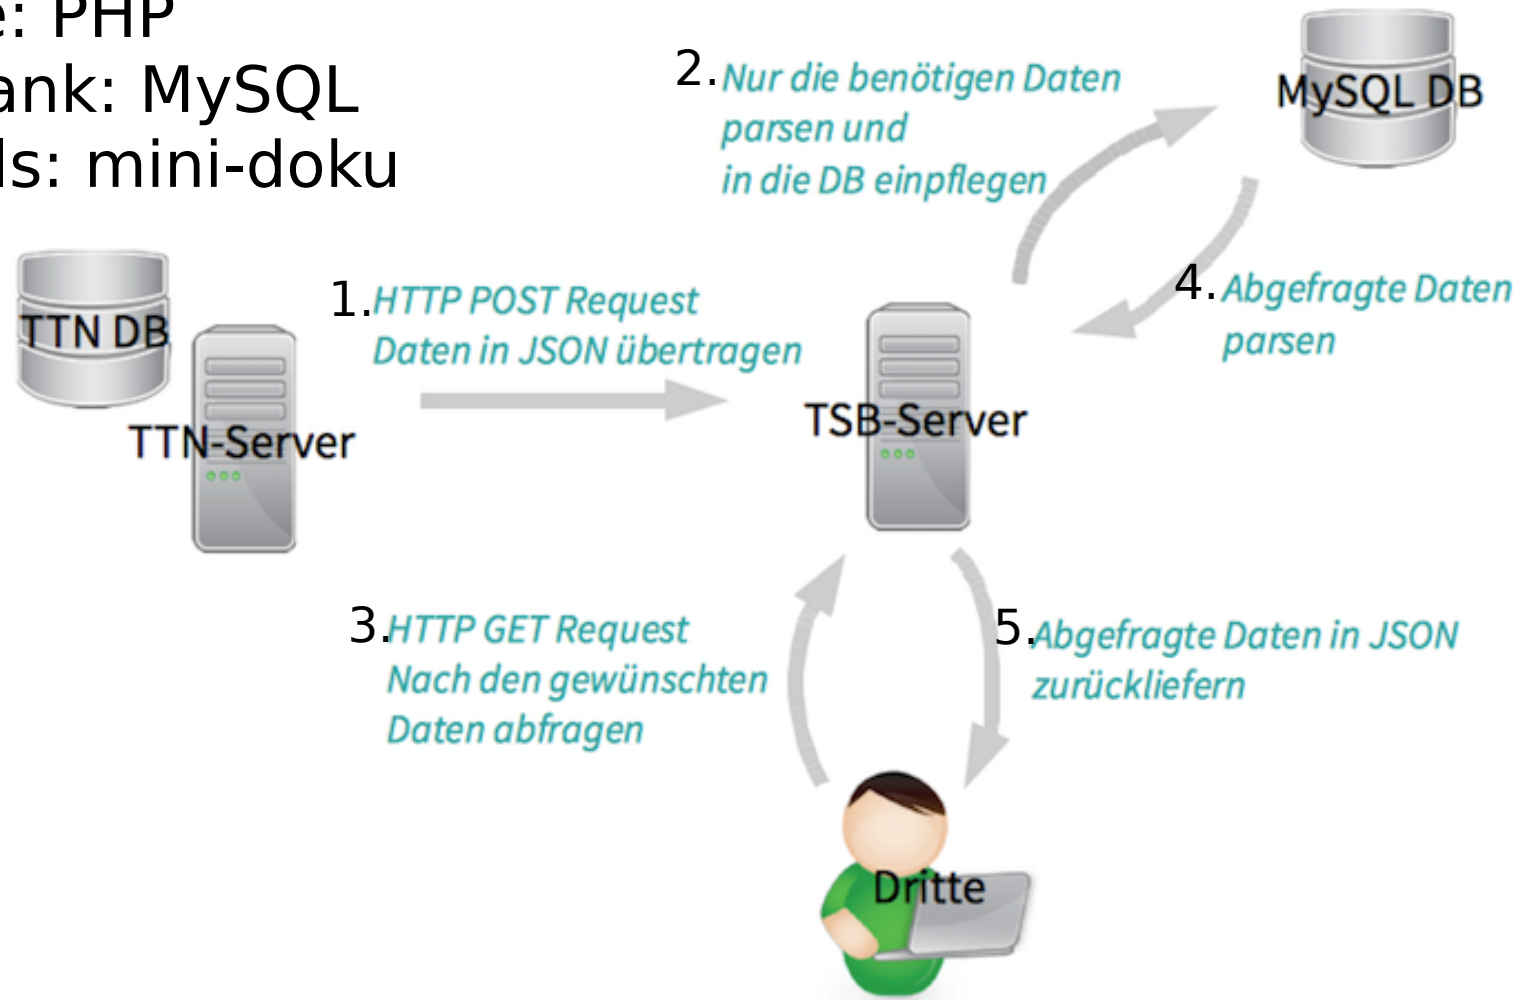 e: PHP
ank: MySQL
ls: mini-doku
2. Nur die benötigen Daten
parsen und
in die DB einpflegen
MySQL DB
1. HTTP POST Request
Daten in JSON übertragen
4. Abgefragte Daten
parsen
TTN DB
TTN-Server
TSB-Server
3. HTTP GET Request
Nach den gewünschten
Daten abfragen
5. Abgefragte Daten in JSON
zurückliefern
Dritte